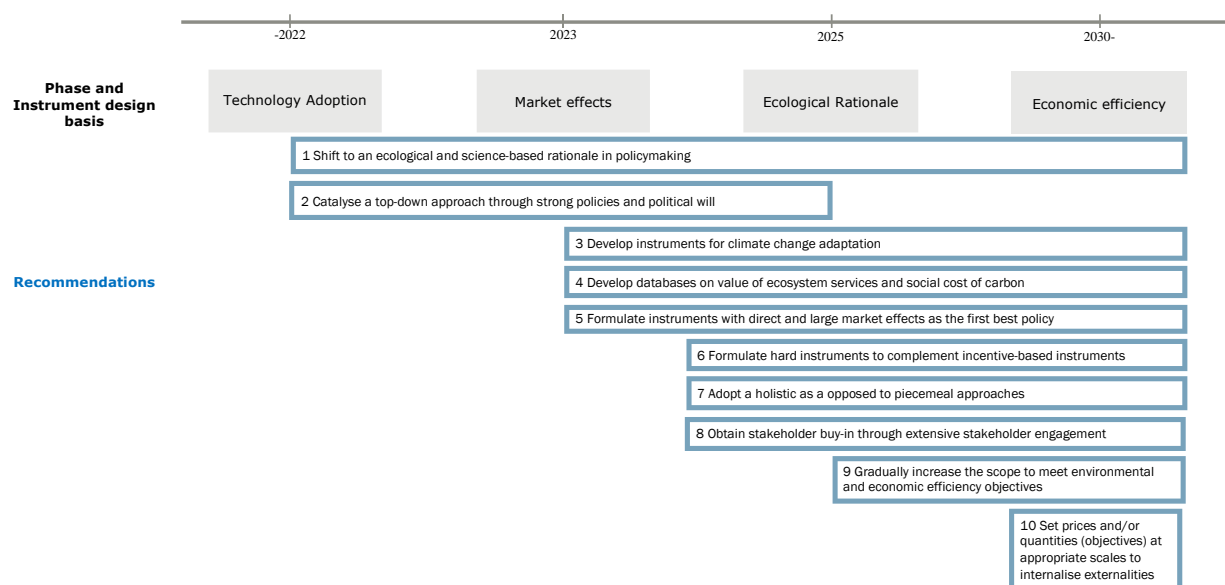 -2022
2023
2025
2030-
Phase and
Instrument design
basis
Technology Adoption
Market effects
Ecological Rationale
Economic efficiency
1 Shift to an ecological and science-based rationale in policymaking
2 Catalyse a top-down approach through strong policies and political will
3 Develop instruments for climate change adaptation
Recommendations
4 Develop databases on value of ecosystem services and social cost of carbon
5 Formulate instruments with direct and large market effects as the first best policy
6 Formulate hard instruments to complement incentive-based instruments
7 Adopt a holistic as a opposed to piecemeal approaches
8 Obtain stakeholder buy-in through extensive stakeholder engagement
9 Gradually increase the scope to meet environmental
and economic efficiency objectives
10 Set prices and/or
quantities (objectives) at
appropriate scales to
internalise externalities